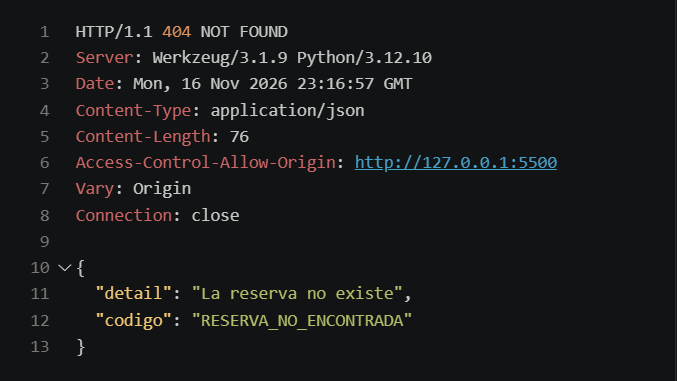 1 HTTP/1.1 404 NOT FOUND
2 Server: Werkzeug/3.1.9 Python/3.12.10
3 Date: Mon, 16 Nov 2026 23:16:57 GMT
4 Content-Type: application/json
5 Content-Length: 76
6 Access-Control-Allow-Origin: http://127.0.0.1:5500
7 Vary: Origin
8 Connection: close
9
10 {
11 "detail": "La reserva no existe",
12 "codigo": "RESERVA_NO_ENCONTRADA"
13 }